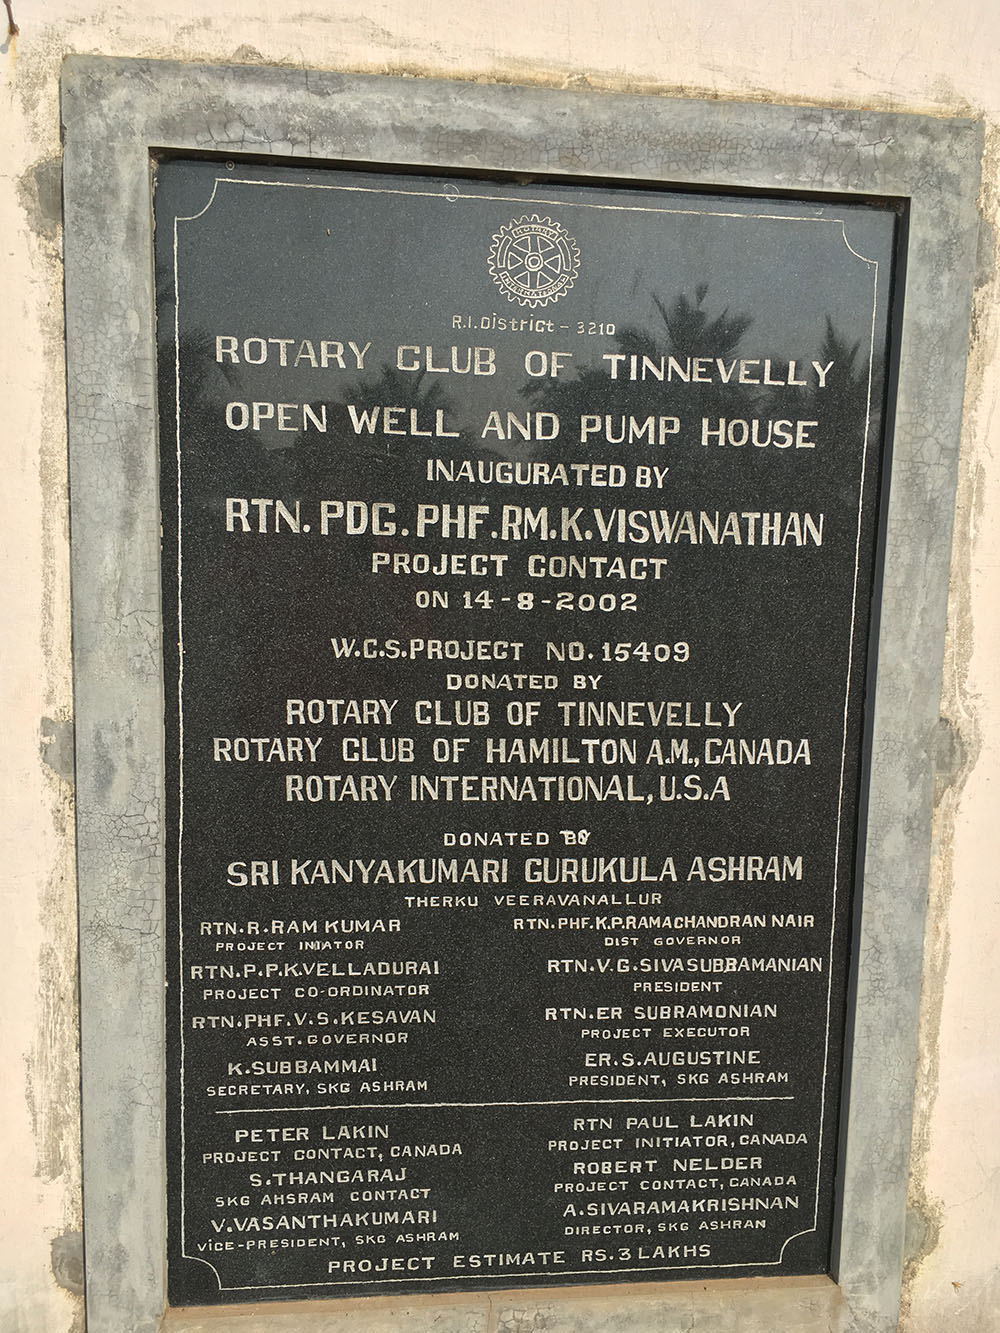 ROTARY
INTERNATIONAL
R.I.District - 3210
ROTARY CLUB OF TINNEVELLY
OPEN WELL AND PUMP HOUSE
INAUGURATED BY
RTN. PDG. PHF.RM.K.VISWANATHAN
PROJECT CONTACT
ON 14-8-2002
W.C.S.PROJECT NO.15409
DONATED BY
ROTARY CLUB OF TINNEVELLY
ROTARY CLUB OF HAMILTON A.M.,CANADA
ROTARY INTERNATIONAL, U.S.A
DONATED
SRI KANYAKUMARI GURUKULA ASHRAM
THERKU VEERAVANALLUR
RTN.R.RAM KUMAR
PROJECT INIATOR
RTN.PHF.K.P.RAMACHANDRAN NAIR
DIST GOVERNOR
RTN.P.P.K.VELLADURAI
PROJECT CO-ORDINATOR
RTN.V.G.SIVASUBRAMANIAN
PRESIDENT
RTN.PHF.V.S.KESAVAN
ASST.GOVERNOR
RTN.ER SUBRAMONIAN
PROJECT EXECUTOR
K.SUBBAMMAI
SECRETARY, SKG ASHRAM
ER.S.AUGUSTINE
PRESIDENT, SKG ASHRAM
PETER LAKIN
PROJECT CONTACT, CANADA
RTN PAUL LAKIN
PROJECT INITIATOR, CANADA
S.THANGARAJ
SKG AHSRAM CONTACT
ROBERT NELDER
PROJECT CONTACT, CANADA
V.VASANTHAKUMARI
VICE-PRESIDENT, SKG ASHRAM
A.SIVARAMAKRISHNAN
DIRECTOR, SKG ASHRAN
PROJECT ESTIMATE RS.3 LAKHS